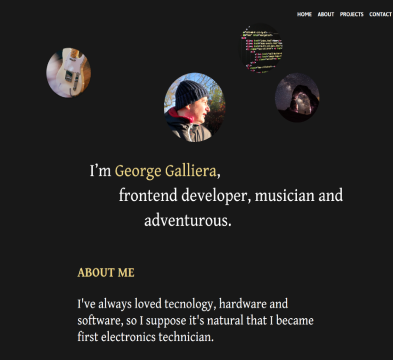 HOME ABOUT PROJECTS CONTACT
I'm George Galliera,
frontend developer, musician and
adventurous.
ABOUT ME
I've always loved tecnology, hardware and
software, so I suppose it's natural that I became
first electronics technician.